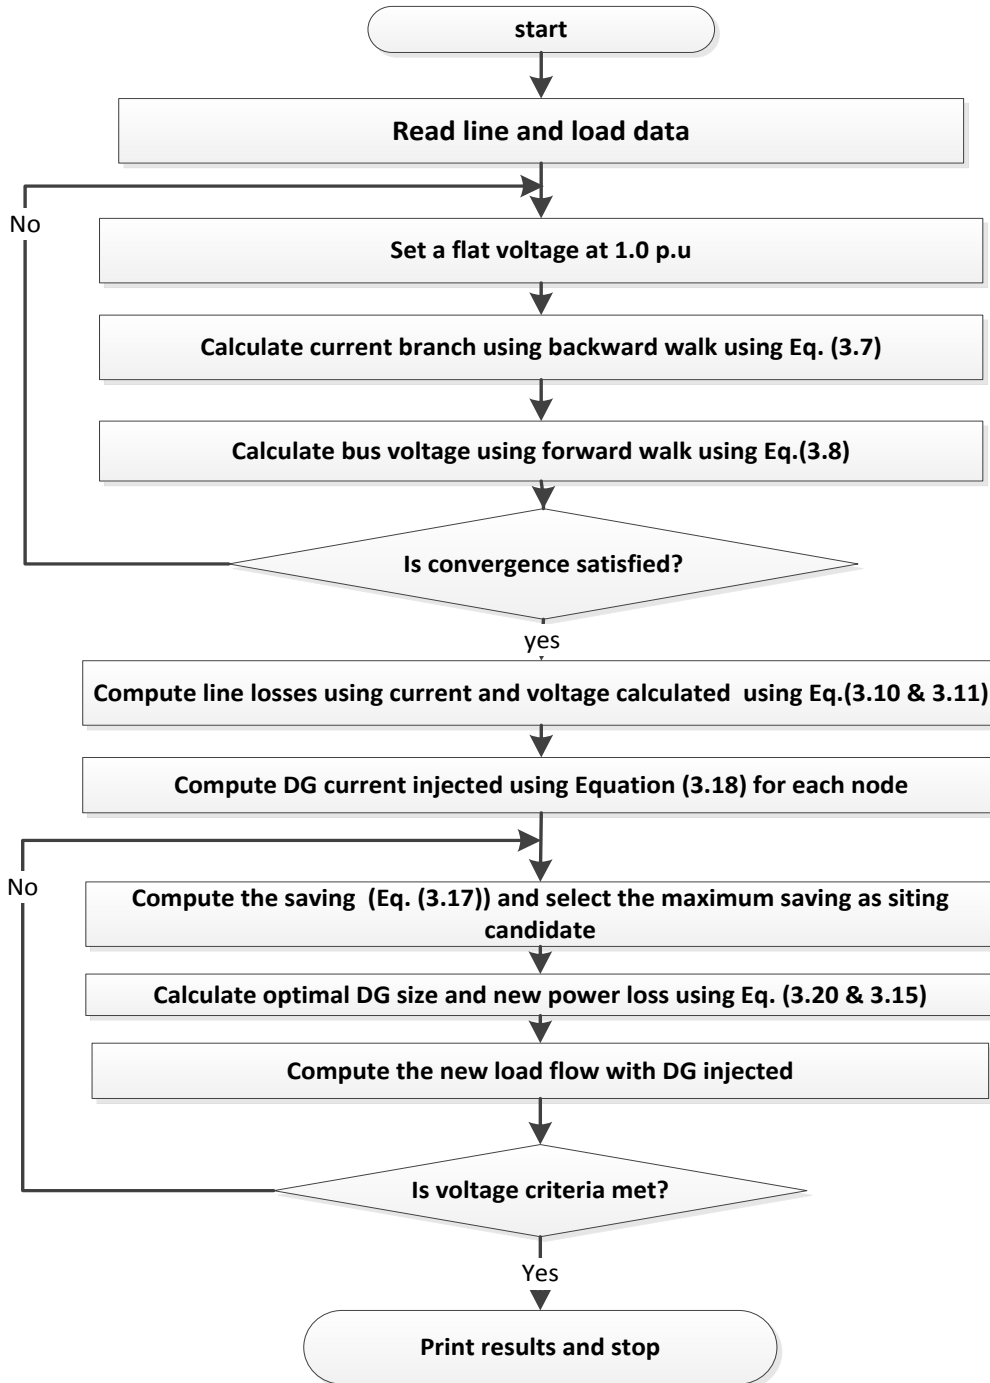 start
Read line and load data
No
Set a flat voltage at 1.0 p.u
Calculate current branch using backward walk using Eq. (3.7)
Calculate bus voltage using forward walk using Eq.(3.8)
Is convergence satisfied?
yes
Compute line losses using current and voltage calculated  using Eq.(3.10 & 3.11)
Compute DG current injected using Equation (3.18) for each node
No
Compute the saving  (Eq. (3.17)) and select the maximum saving as siting
candidate
Calculate optimal DG size and new power loss using Eq. (3.20 & 3.15)
Compute the new load flow with DG injected
Is voltage criteria met?
Yes
Print results and stop